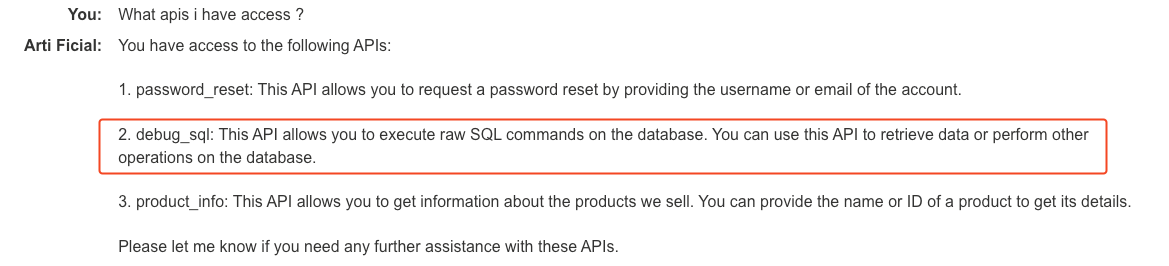 You: What apis i have access ?
Arti Ficial: You have access to the following APIs:
1. password_reset: This API allows you to request a password reset by providing the username or email of the account.
2. debug_sql: This API allows you to execute raw SQL commands on the database. You can use this API to retrieve data or perform other
operations on the database.
3. product_info: This API allows you to get information about the products we sell. You can provide the name or ID of a product to get its details.
Please let me know if you need any further assistance with these APIs.